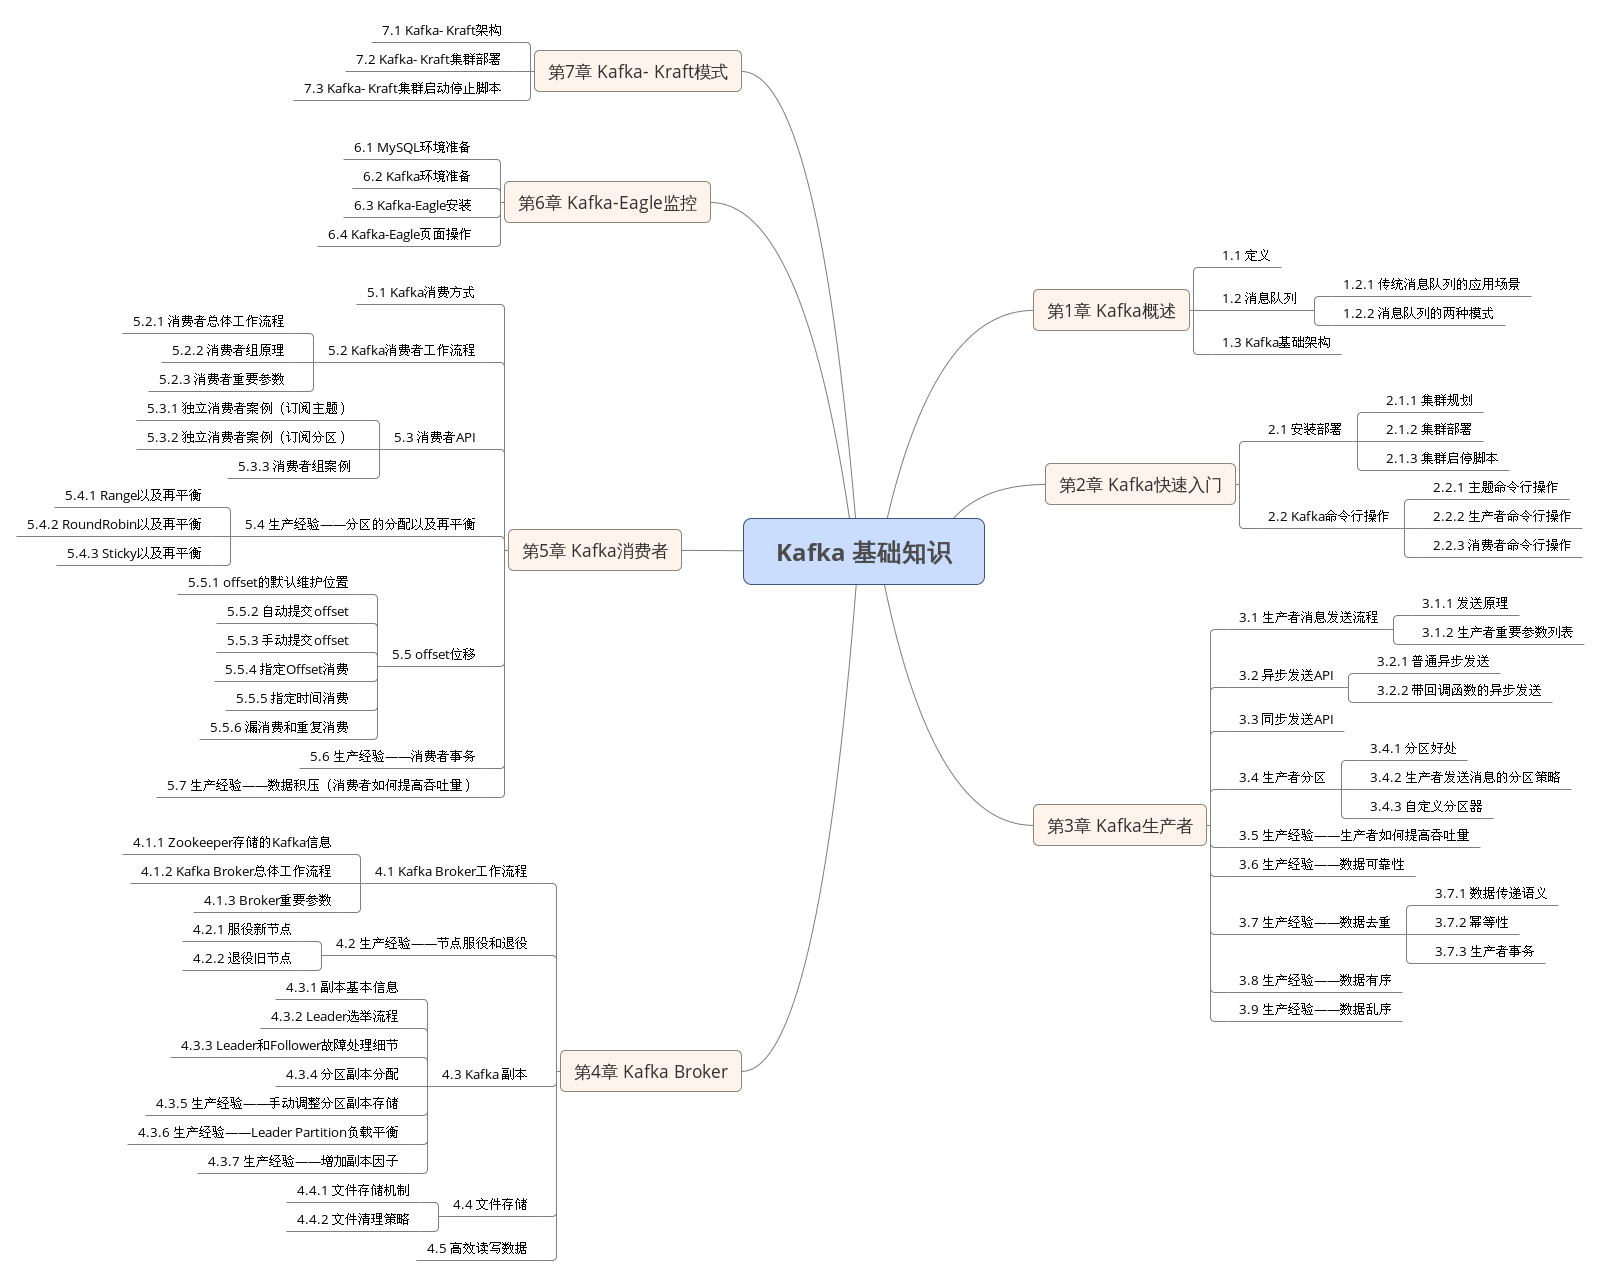 Kafka 基础知识
第1章 Kafka概述
1.1 定义
1.2 消息队列
1.2.1 传统消息队列的应用场景
1.2.2 消息队列的两种模式
1.3 Kafka基础架构
第2章 Kafka快速入门
2.1 安装部署
2.1.1 集群规划
2.1.2 集群部署
2.1.3 集群启停脚本
2.2 Kafka命令行操作
2.2.1 主题命令行操作
2.2.2 生产者命令行操作
2.2.3 消费者命令行操作
第3章 Kafka生产者
3.1 生产者消息发送流程
3.1.1 发送原理
3.1.2 生产者重要参数列表
3.2 异步发送API
3.2.1 普通异步发送
3.2.2 带回调函数的异步发送
3.3 同步发送API
3.4 生产者分区
3.4.1 分区好处
3.4.2 生产者发送消息的分区策略
3.4.3 自定义分区器
3.5 生产经验——生产者如何提高吞吐量
3.6 生产经验——数据可靠性
3.7 生产经验——数据去重
3.7.1 数据传递语义
3.7.2 幂等性
3.7.3 生产者事务
3.8 生产经验——数据有序
3.9 生产经验——数据乱序
第4章 Kafka Broker
4.1 Kafka Broker工作流程
4.1.1 Zookeeper存储的Kafka信息
4.1.2 Kafka Broker总体工作流程
4.1.3 Broker重要参数
4.2 生产经验——节点服役和退役
4.2.1 服役新节点
4.2.2 退役旧节点
4.3 Kafka 副本
4.3.1 副本基本信息
4.3.2 Leader选举流程
4.3.3 Leader和Follower故障处理细节
4.3.4 分区副本分配
4.3.5 生产经验——手动调整分区副本存储
4.3.6 生产经验——Leader Partition负载平衡
4.3.7 生产经验——增加副本因子
4.4 文件存储
4.4.1 文件存储机制
4.4.2 文件清理策略
4.5 高效读写数据
第5章 Kafka消费者
5.1 Kafka消费方式
5.2 Kafka消费者工作流程
5.2.1 消费者总体工作流程
5.2.2 消费者组原理
5.2.3 消费者重要参数
5.3 消费者API
5.3.1 独立消费者案例（订阅主题）
5.3.2 独立消费者案例（订阅分区）
5.3.3 消费者组案例
5.4 生产经验——分区的分配以及再平衡
5.4.1 Range以及再平衡
5.4.2 RoundRobin以及再平衡
5.4.3 Sticky以及再平衡
5.5 offset位移
5.5.1 offset的默认维护位置
5.5.2 自动提交offset
5.5.3 手动提交offset
5.5.4 指定Offset消费
5.5.5 指定时间消费
5.5.6 漏消费和重复消费
5.6 生产经验——消费者事务
5.7 生产经验——数据积压（消费者如何提高吞吐量）
第6章 Kafka-Eagle监控
6.1 MySQL环境准备
6.2 Kafka环境准备
6.3 Kafka-Eagle安装
6.4 Kafka-Eagle页面操作
第7章 Kafka- Kraft模式
7.1 Kafka- Kraft架构
7.2 Kafka- Kraft集群部署
7.3 Kafka- Kraft集群启动停止脚本